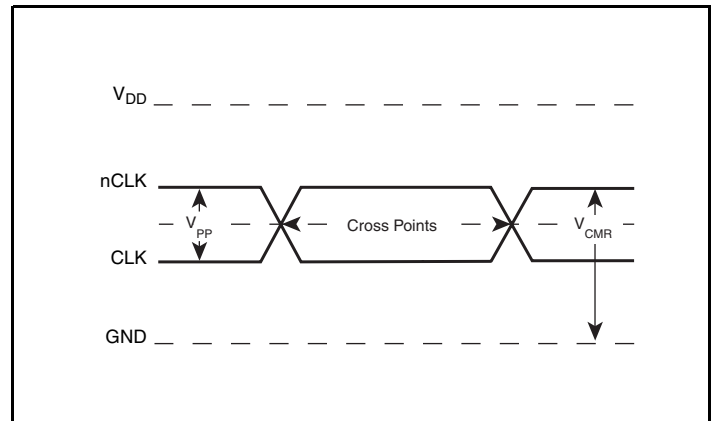 VDD
nCLK
VPP
Cross Points
VCMR
CLK
GND